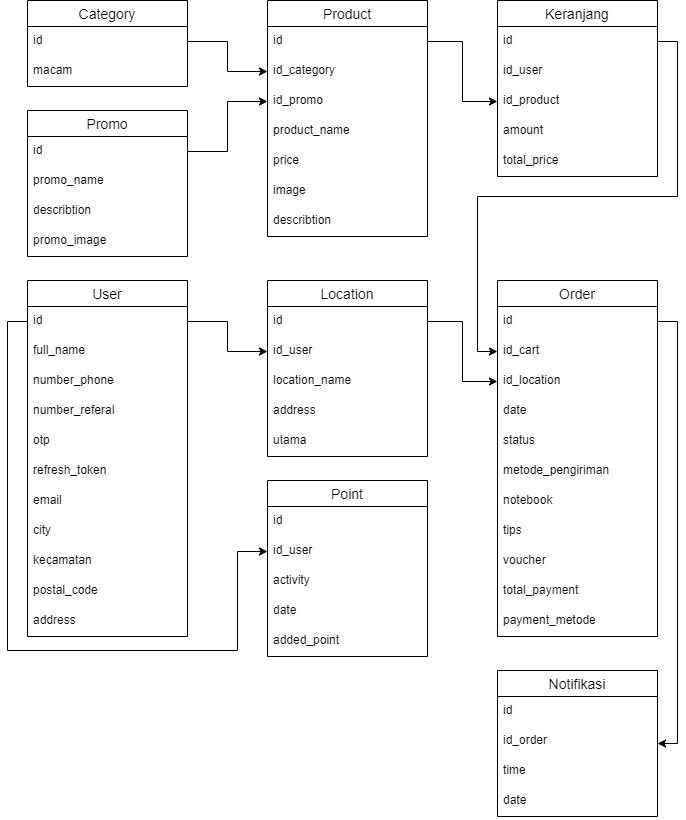 Category
id
macam
Promo
id
promo_name
describtion
promo_image
Product
id
id_category
id_promo
product_name
price
image
describtion
Keranjang
id
id_user
id_product
amount
total_price
User
id
full_name
number_phone
number_referal
otp
refresh_token
email
city
kecamatan
postal_code
address
Location
id
id_user
location_name
address
utama
Point
id
id_user
activity
date
added_point
Order
id
id_cart
id_location
date
status
metode_pengiriman
notebook
tips
voucher
total_payment
payment_metode
Notifikasi
id
id_order
time
date